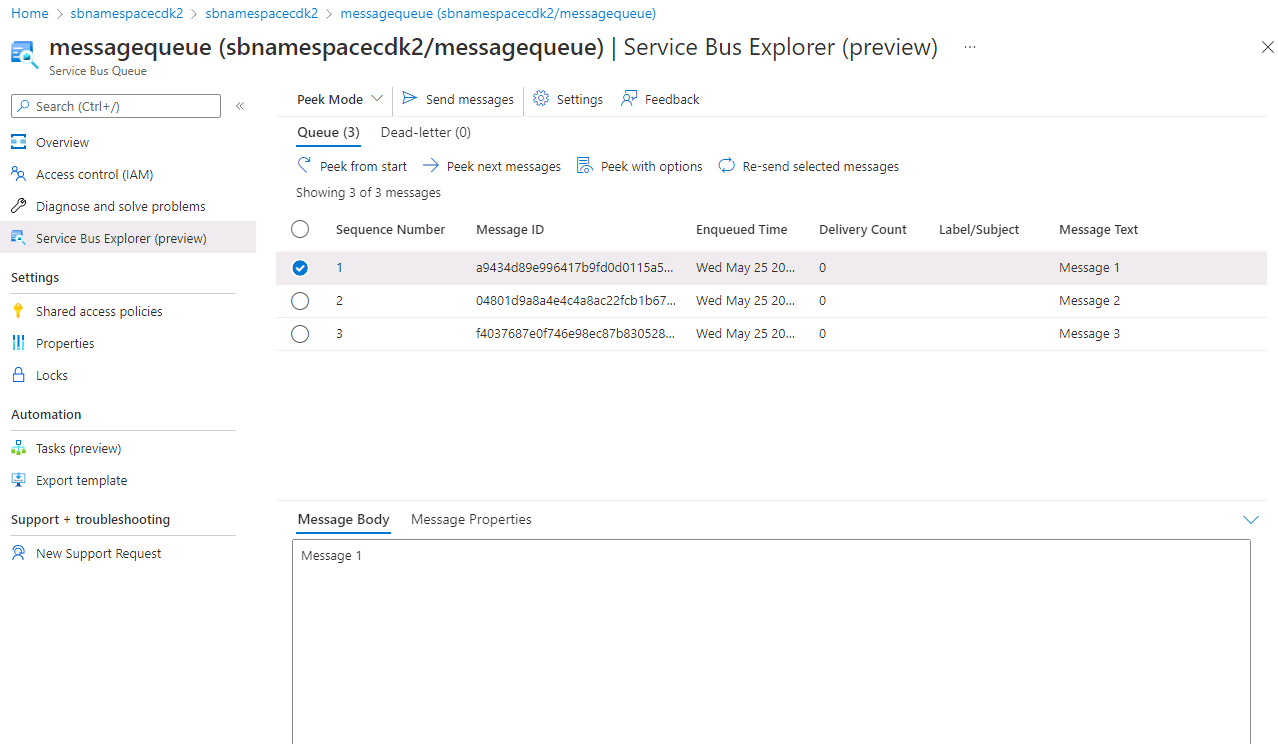 Home > sbnamespacecdk2 > sbnamespacecdk2 > messagequeue (sbnamespacecdk2/messagequeue)
messagequeue (sbnamespacecdk2/messagequeue) | Service Bus Explorer (preview) ...
Service Bus Queue
Search (Ctrl+/) «
Overview
Access control (IAM)
Diagnose and solve problems
Service Bus Explorer (preview)
Settings
Shared access policies
Properties
Locks
Automation
Tasks (preview)
Export template
Support + troubleshooting
New Support Request
Peek Mode Send messages Settings Feedback
Queue (3) Dead-letter (0)
Peek from start Peek next messages Peek with options Re-send selected messages
Showing 3 of 3 messages
Sequence Number Message ID Enqueued Time Delivery Count Label/Subject Message Text
1 a9434d89e996417b9fd0d0115a5... Wed May 25 20... 0 Message 1
2 04801d9a8a4e4c4a8ac22fcb1b67... Wed May 25 20... 0 Message 2
3 f4037687e0f746e98ec87b830528... Wed May 25 20... 0 Message 3
Message Body Message Properties
Message 1